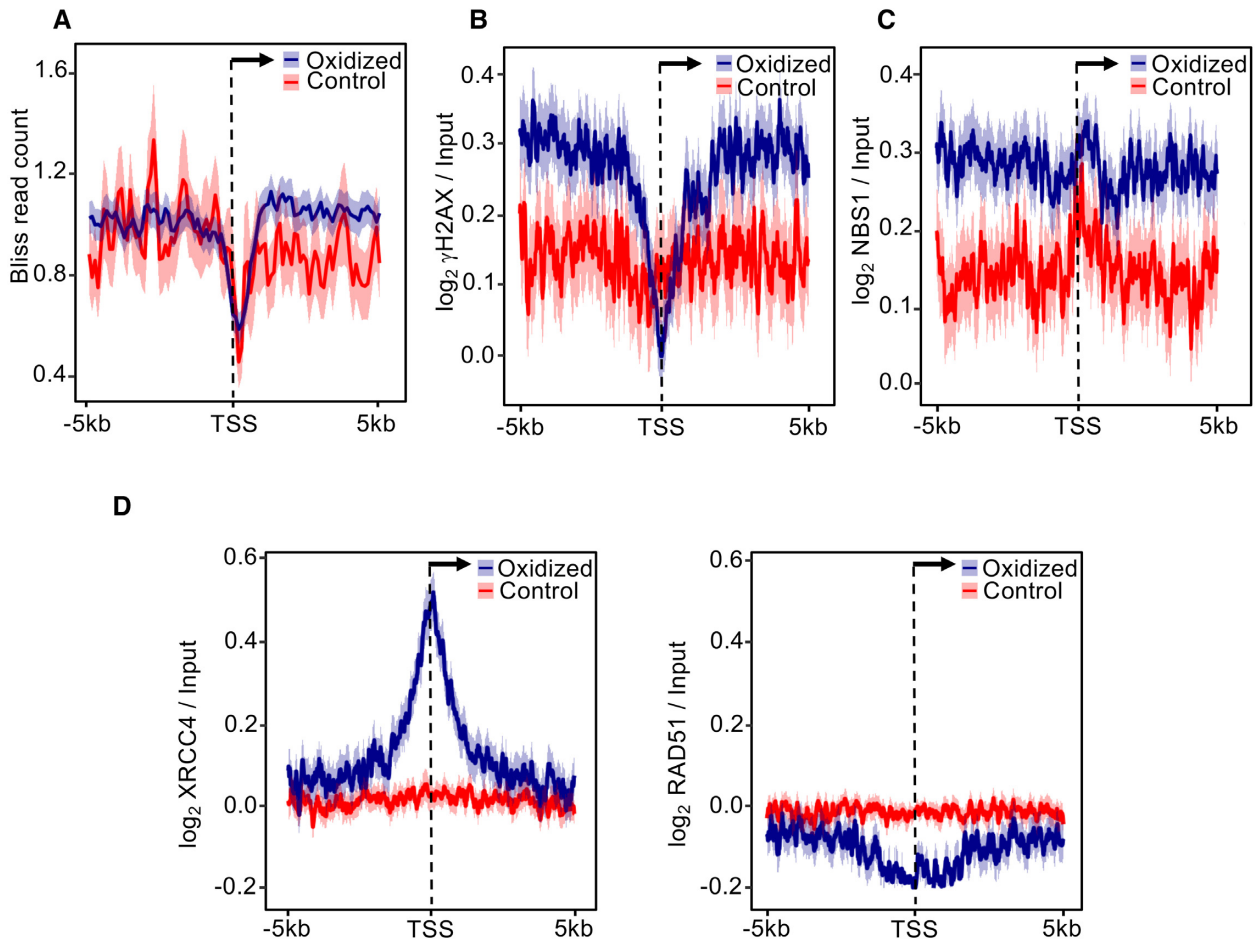 A
Bliss read count
1.6
1.2
0.8
0.4
Oxidized
Control
-5kb TSS 5kb
B
log2 γH2AX / Input
0.4
0.3
0.2
0.1
0.0
Oxidized
Control
-5kb TSS 5kb
C
log2 NBS1 / Input
0.4
0.3
0.2
0.1
0.0
Oxidized
Control
-5kb TSS 5kb
D
log2 XRCC4 / Input
0.6
0.4
0.2
0.0
-0.2
Oxidized
Control
-5kb TSS 5kb
log2 RAD51 / Input
0.6
0.4
0.2
0.0
-0.2
Oxidized
Control
-5kb TSS 5kb